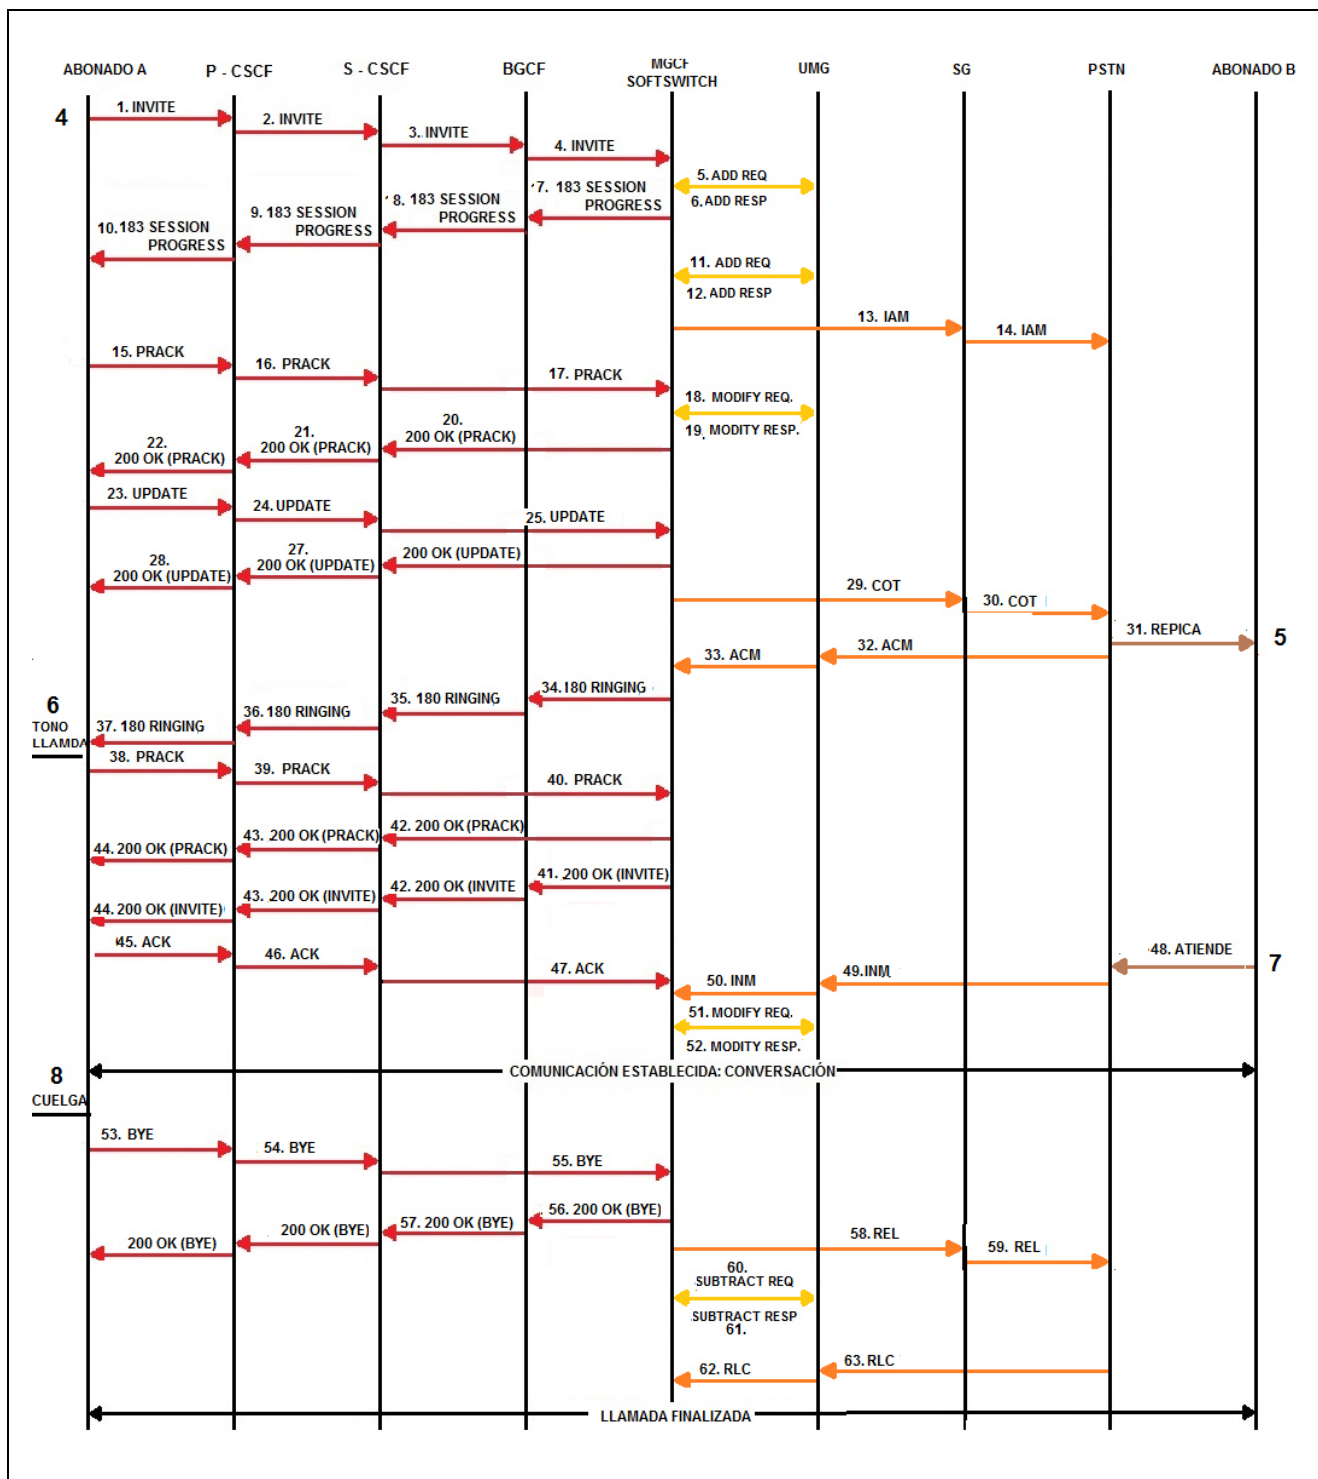 ABONADO A
P - CSCF
S - CSCF
BGCF
MGCF
SOFTSWITCH
UMG
SG
PSTN
ABONADO B
4
1. INVITE
2. INVITE
3. INVITE
4. INVITE
5. ADD REQ
6. ADD RESP
7. 183 SESSION
PROGRESS
8. 183 SESSION
PROGRESS
9. 183 SESSION
PROGRESS
10. 183 SESSION
PROGRESS
11. ADD REQ
12. ADD RESP
13. IAM
14. IAM
15. PRACK
16. PRACK
17. PRACK
18. MODIFY REQ.
19. MODITY RESP.
20.
200 OK (PRACK)
21.
200 OK (PRACK)
22.
200 OK (PRACK)
23. UPDATE
24. UPDATE
25. UPDATE
200 OK (UPDATE)
27.
200 OK (UPDATE)
28.
200 OK (UPDATE)
29. COT
30. COT
31. REPICA
5
32. ACM
33. ACM
34. 180 RINGING
35. 180 RINGING
36. 180 RINGING
37. 180 RINGING
6
TONO
LLAMDA
38. PRACK
39. PRACK
40. PRACK
42. 200 OK (PRACK)
43. .200 OK (PRACK)
44. 200 OK (PRACK)
41. .200 OK (INVITE)
42. 200 OK (INVITE
43. .200 OK (INVITE)
44. 200 OK (INVITE)
45. ACK
46. ACK
47. ACK
48. ATIENDE
7
49. INM
50. INM
51. MODIFY REQ.
52. MODITY RESP.
COMUNICACIÓN ESTABLECIDA: CONVERSACIÓN
8
CUELGA
53. BYE
54. BYE
55. BYE
56. 200 OK (BYE)
57. 200 OK (BYE)
200 OK (BYE)
200 OK (BYE)
58. REL
59. REL
60.
SUBTRACT REQ
SUBTRACT RESP
61.
62. RLC
63. RLC
LLAMADA FINALIZADA